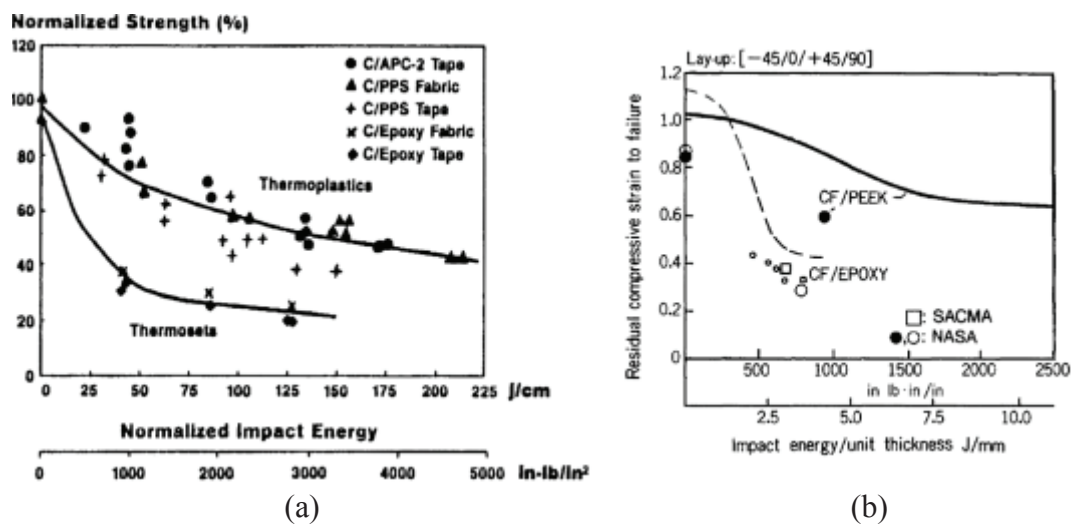 Normalized Strength (%)
120
100
80
60
40
20
0
● C/APC-2 Tape
▲ C/PPS Fabric
+ C/PPS Tape
× C/Epoxy Fabric
◆ C/Epoxy Tape
Thermoplastics
Thermosets
0 25 50 75 100 125 150 175 200 225 J/cm
Normalized Impact Energy
0 1000 2000 3000 4000 5000 In-Lb/In²
(a)
Lay-up: [−45/0/+45/90]
Residual compressive strain to failure
1.2
1.0
0.8
0.6
0.4
0.2
0
CF/PEEK
CF/EPOXY
□: SACMA
●,○: NASA
500 1000 1500 2000 2500
in lb·in/in
2.5 5.0 7.5 10.0
Impact energy/unit thickness J/mm
(b)